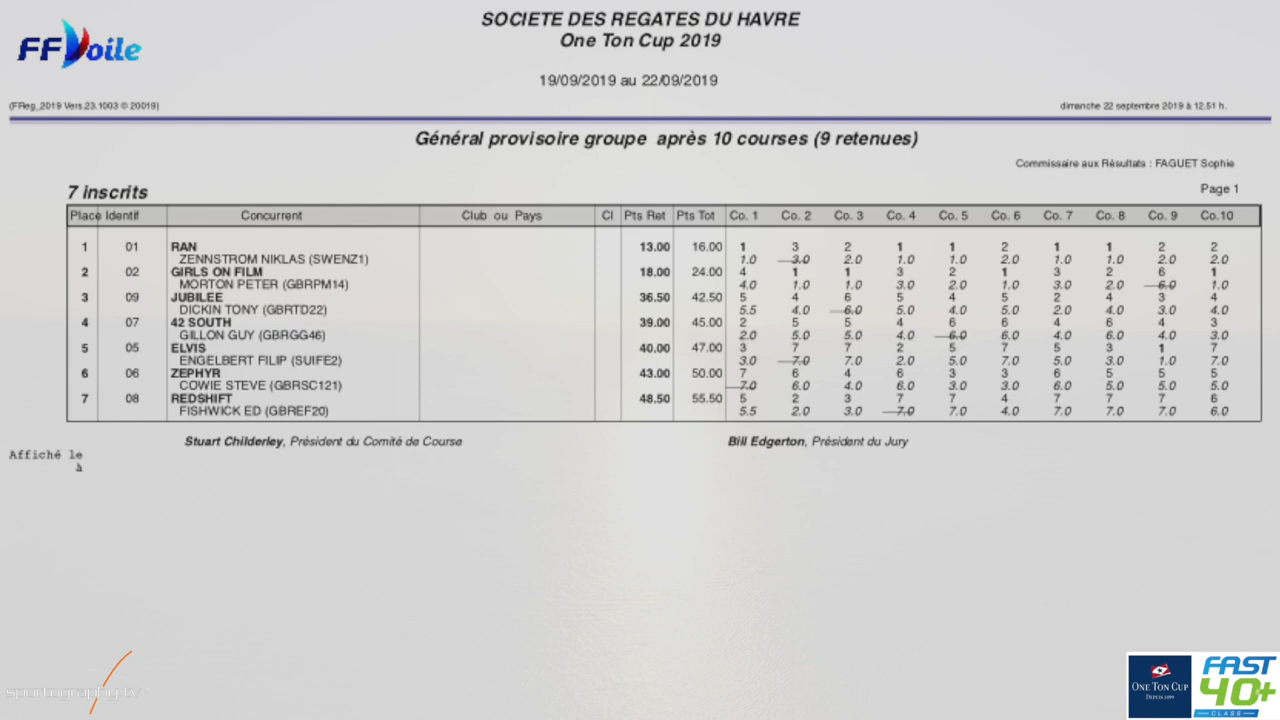 FFVoile
SOCIETE DES REGATES DU HAVRE
One Ton Cup 2019
19/09/2019 au 22/09/2019
(FReg_2019 Vers.23.1003 © 20019)
dimanche 22 septembre 2019 à 12.51 h.
Général provisoire groupe après 10 courses (9 retenues)
Commissaire aux Résultats : FAGUET Sophie
7 inscrits
Page 1
Place Identif Concurrent Club ou Pays Cl Pts Ret Pts Tot Co. 1 Co. 2 Co. 3 Co. 4 Co. 5 Co. 6 Co. 7 Co. 8 Co. 9 Co.10
1 01 RAN 13.00 16.00 1 3 2 1 1 2 1 1 2 2
ZENNSTROM NIKLAS (SWENZ1) 1.0 3.0 2.0 1.0 1.0 2.0 1.0 1.0 2.0 2.0
2 02 GIRLS ON FILM 18.00 24.00 4 1 1 3 2 1 3 2 6 1
MORTON PETER (GBRPM14) 4.0 1.0 1.0 3.0 2.0 1.0 3.0 2.0 6.0 1.0
3 09 JUBILEE 36.50 42.50 5 4 6 5 4 5 2 4 3 4
DICKIN TONY (GBRTD22) 5.5 4.0 6.0 5.0 4.0 5.0 2.0 4.0 3.0 4.0
4 07 42 SOUTH 39.00 45.00 2 5 5 4 6 6 4 6 4 3
GILLON GUY (GBRGG46) 2.0 5.0 5.0 4.0 6.0 6.0 4.0 6.0 4.0 3.0
5 05 ELVIS 40.00 47.00 3 7 7 2 5 7 5 3 1 7
ENGELBERT FILIP (SUIFE2) 3.0 7.0 7.0 2.0 5.0 7.0 5.0 3.0 1.0 7.0
6 06 ZEPHYR 43.00 50.00 7 6 4 6 3 3 6 5 5 5
COWIE STEVE (GBRSC121) 7.0 6.0 4.0 6.0 3.0 3.0 6.0 5.0 5.0 5.0
7 08 REDSHIFT 48.50 55.50 5 2 3 7 7 4 7 7 7 6
FISHWICK ED (GBREF20) 5.5 2.0 3.0 7.0 7.0 4.0 7.0 7.0 7.0 6.0
Stuart Childerley, Président du Comité de Course
Bill Edgerton, Président du Jury
Affiché le
à
sportography.tv
ONE TON CUP
DEPUIS 1899
FAST
40+
CLASS